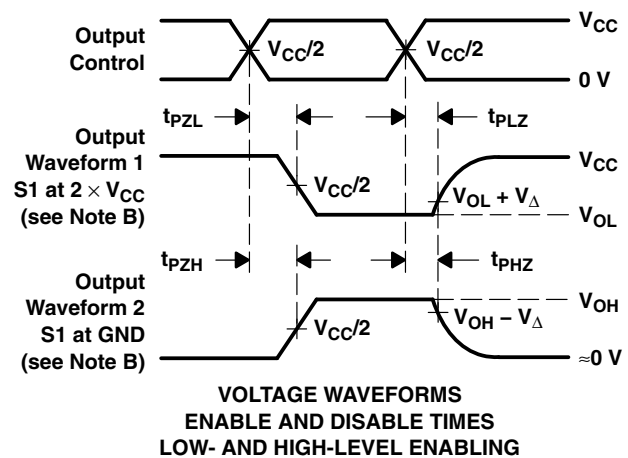 Output
Control
V_CC/2
V_CC/2
V_CC
0 V
t_PZL
t_PLZ
Output
Waveform 1
S1 at 2 × V_CC
(see Note B)
V_CC/2
V_CC
V_OL + V_Δ
V_OL
t_PZH
t_PHZ
Output
Waveform 2
S1 at GND
(see Note B)
V_CC/2
V_OH
V_OH − V_Δ
≈0 V
VOLTAGE WAVEFORMS
ENABLE AND DISABLE TIMES
LOW- AND HIGH-LEVEL ENABLING